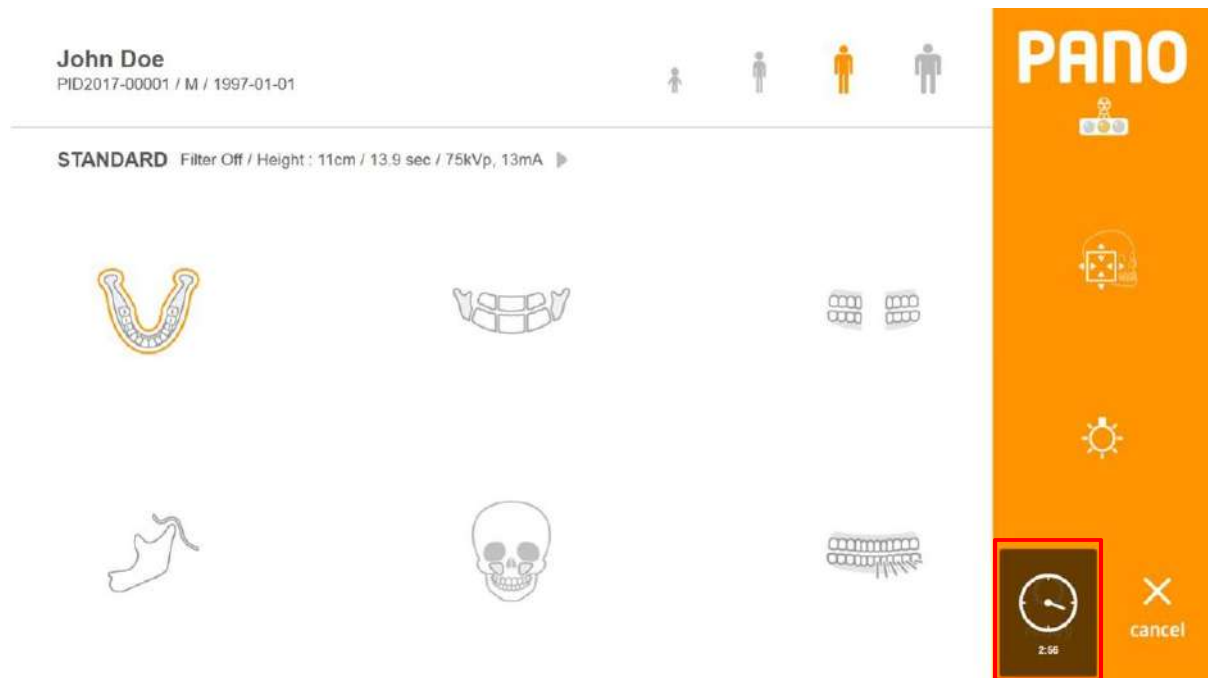 John Doe
PID2017-00001 / M / 1997-01-01
PANO
STANDARD Filter Off / Height : 11cm / 13.9 sec / 75kVp, 13mA
2:56
cancel